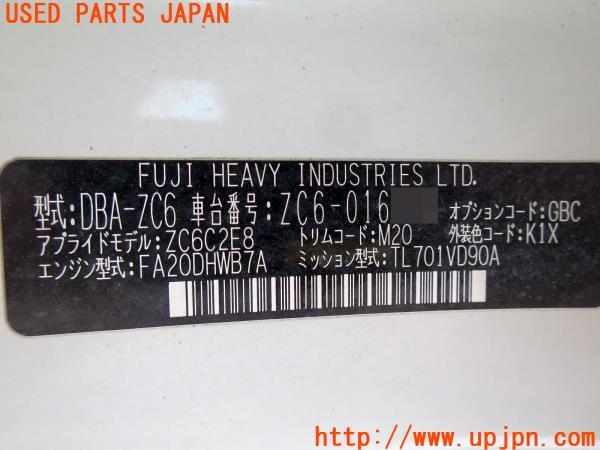 USED PARTS JAPAN
FUJI HEAVY INDUSTRIES LTD.
型式:DBA-ZC6 車台番号:ZC6-016 オプションコード:GBC
アプライドモデル:ZC6C2E8 トリムコード:M20 外装色コード:K1X
エンジン型式:FA20DHWB7A ミッション型式:TL701VD90A
http://www.upjpn.com/